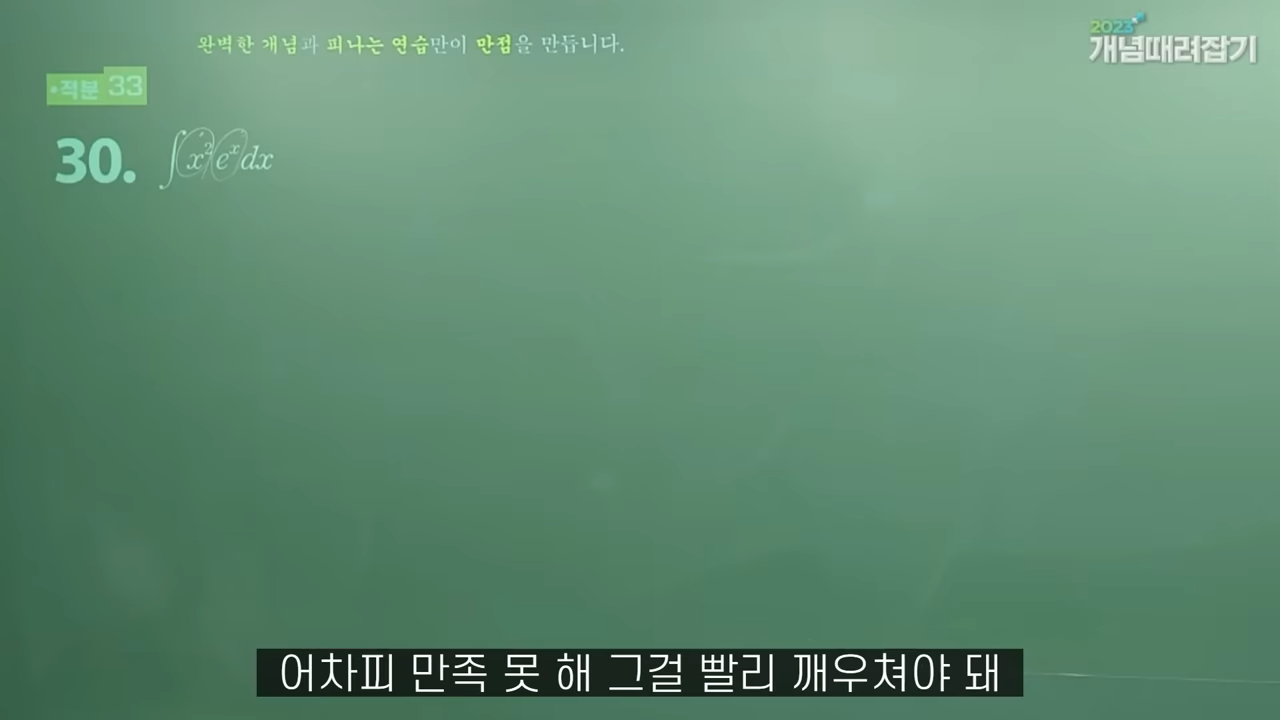 완벽한 개념과 피나는 연습만이 만점을 만듭니다.
2023
개념때려잡기
•적분 33
30. ∫x²eˣdx
어차피 만족 못 해 그걸 빨리 깨우쳐야 돼